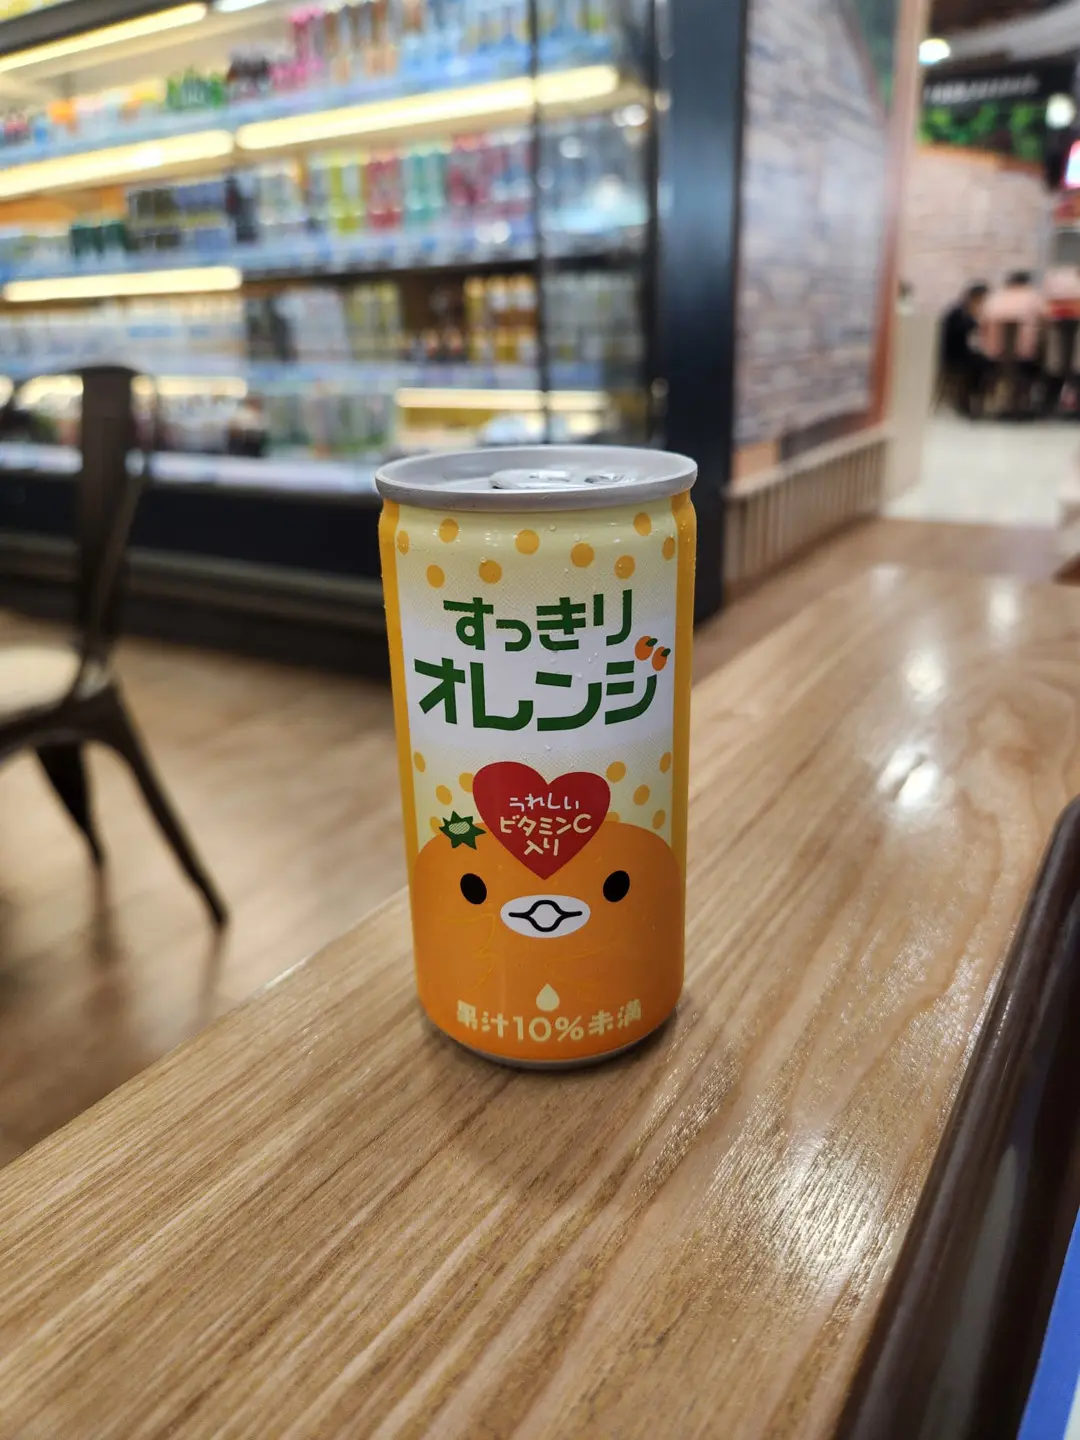 すっきり
オレンジ
うれしい
ビタミンC
入り
果汁10%未満